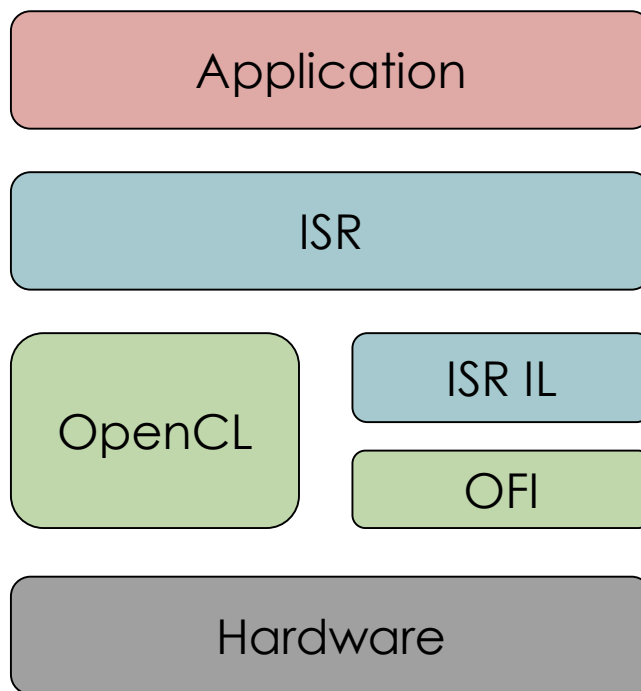 Application
ISR
OpenCL
ISR IL
OFI
Hardware